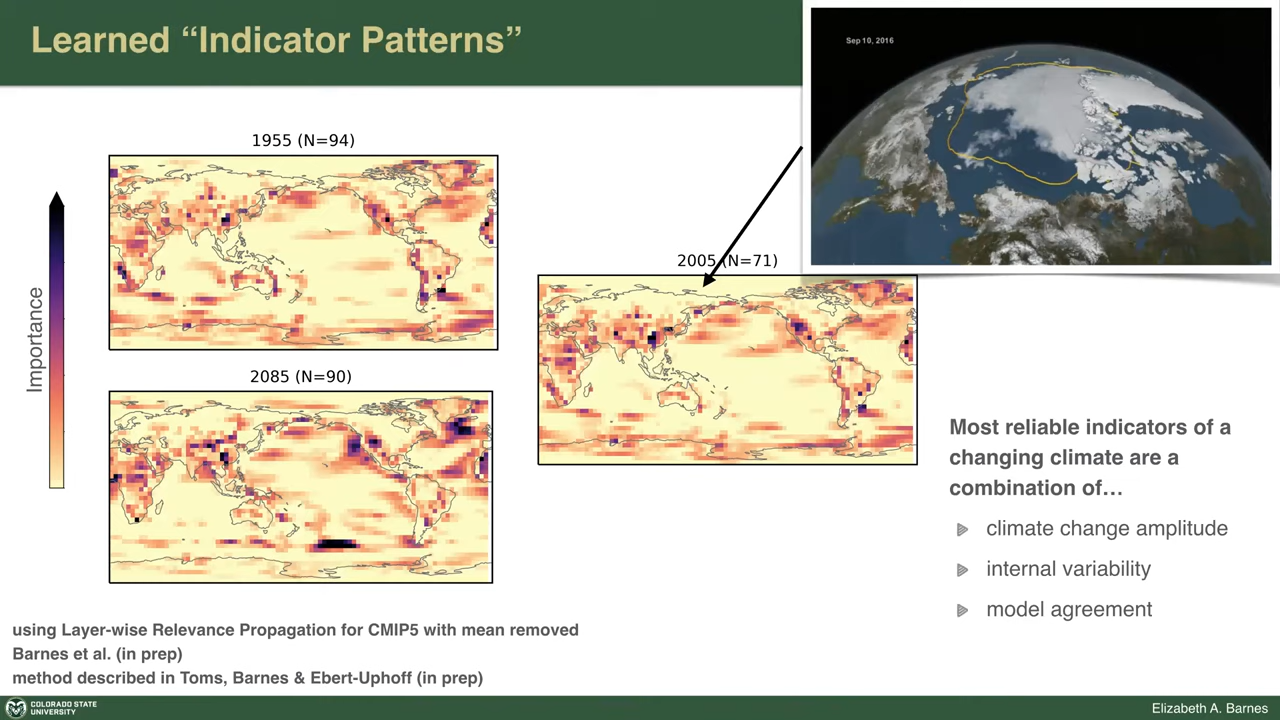 Learned “Indicator Patterns”
Sep 10, 2016
1955 (N=94)
Importance
2005 (N=71)
2085 (N=90)
Most reliable indicators of a
changing climate are a
combination of…
climate change amplitude
internal variability
model agreement
using Layer-wise Relevance Propagation for CMIP5 with mean removed
Barnes et al. (in prep)
method described in Toms, Barnes & Ebert-Uphoff (in prep)
COLORADO STATE
UNIVERSITY
Elizabeth A. Barnes